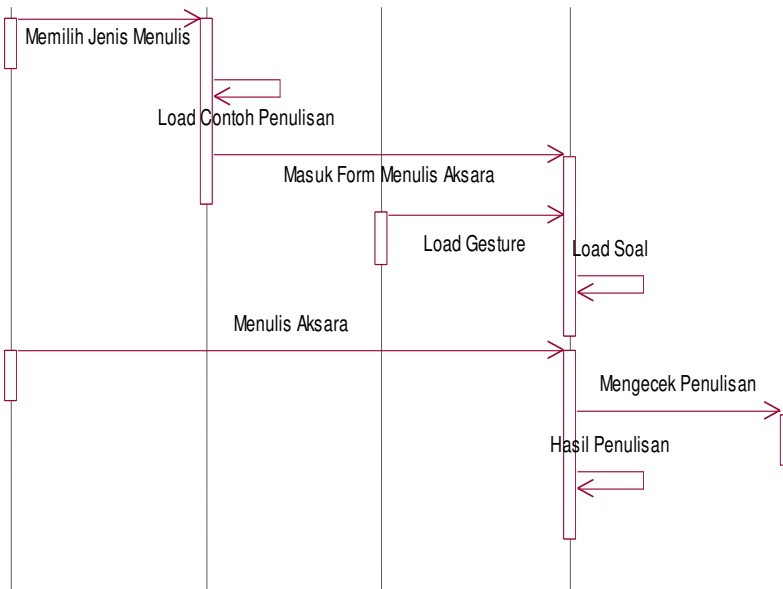 Memilih Jenis Menulis
Load Contoh Penulisan
Masuk Form Menulis Aksara
Load Gesture
Load Soal
Menulis Aksara
Mengecek Penulisan
Hasil Penulisan